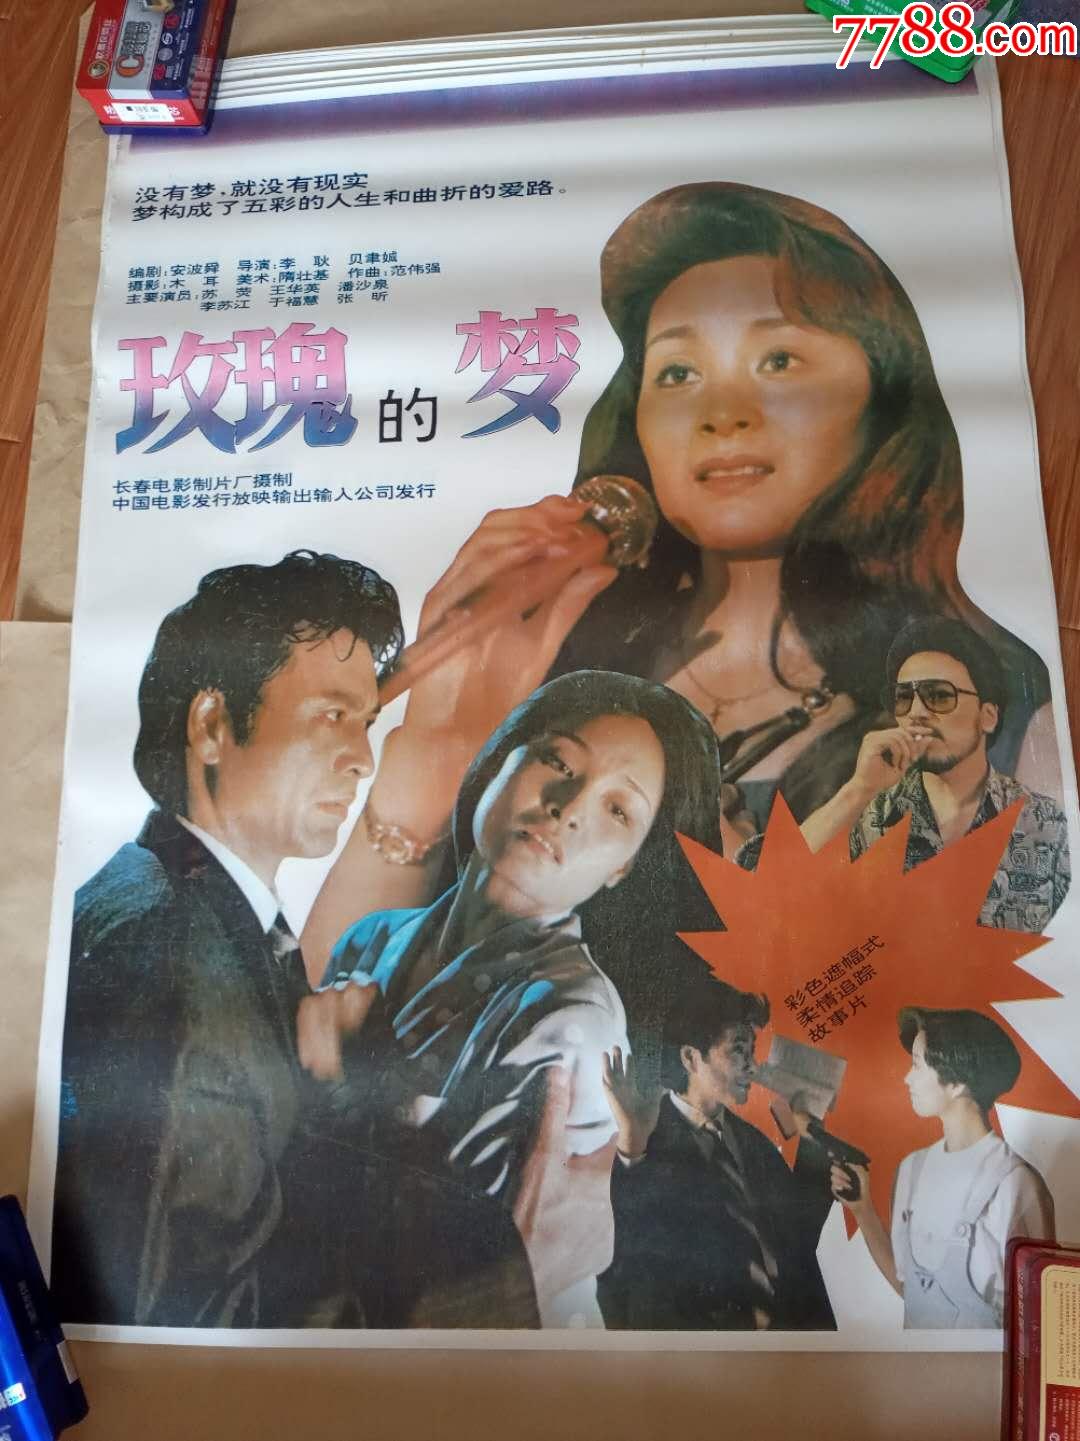 7788.com
没有梦，就没有现实
梦构成了五彩的人生和曲折的爱路。
编剧：安波舜 导演：李 耿 贝聿娍
摄影：木 耳 美术：隋壮基 作曲：范伟强
主要演员：苏 荧 王华英 潘沙泉
李苏江 于福慧 张 昕
玫瑰的梦
长春电影制片厂摄制
中国电影发行放映输出输入公司发行
彩色遮幅式
柔情追踪
故事片